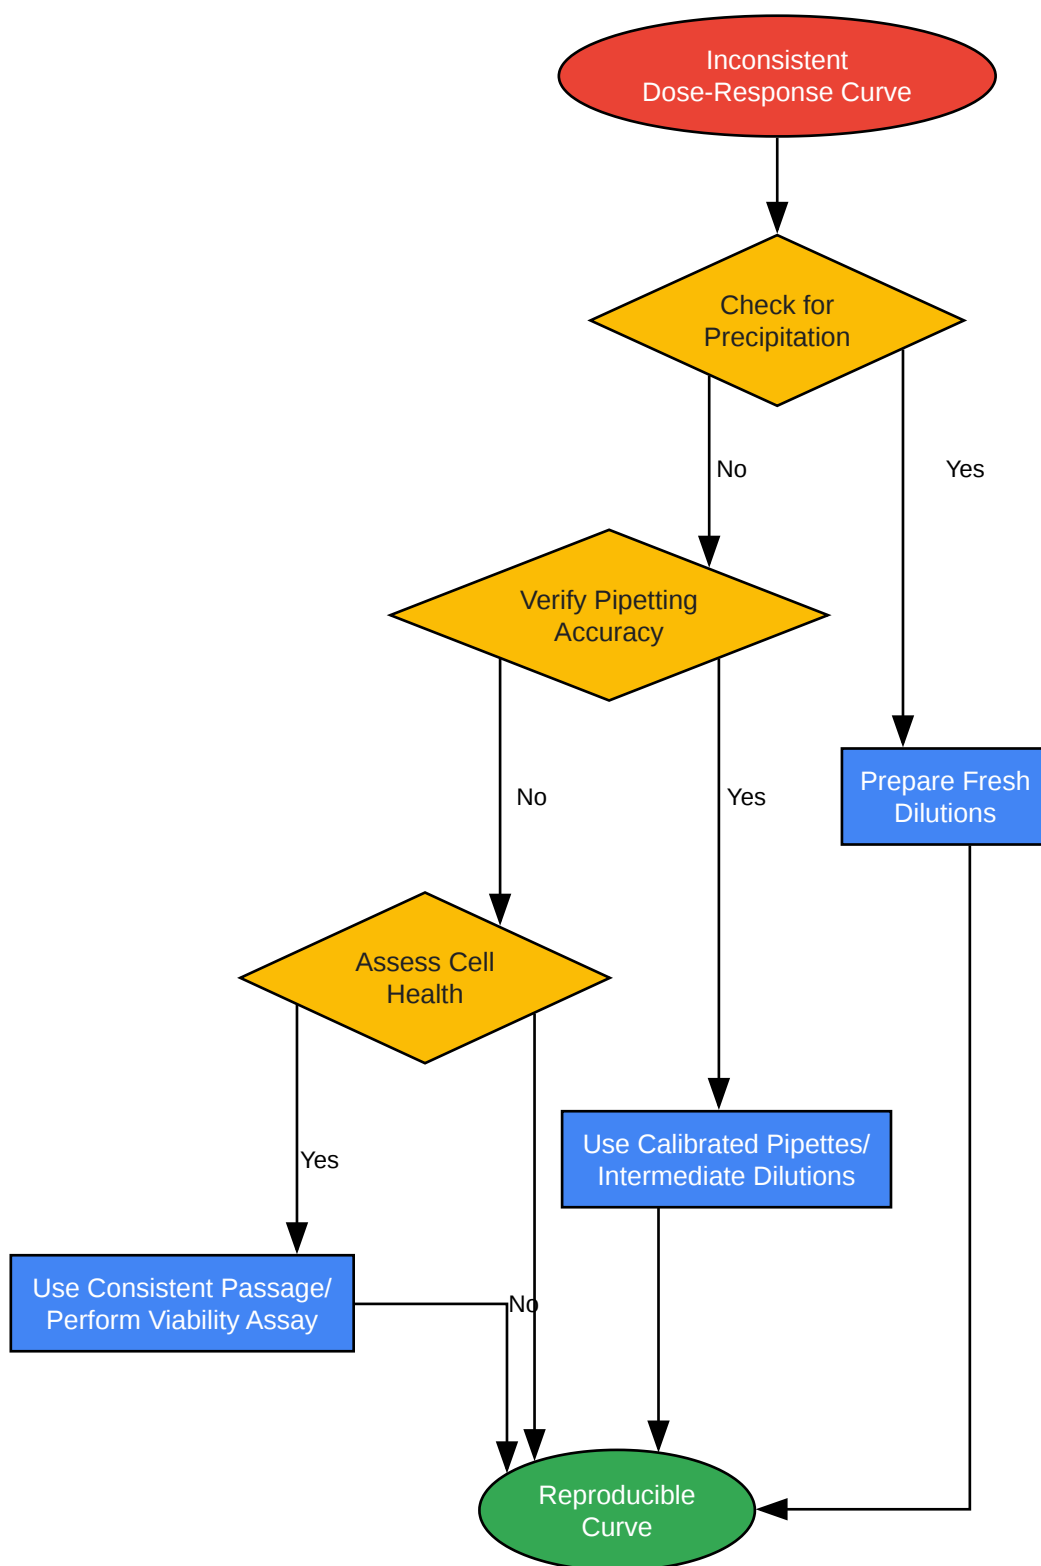 Inconsistent
Dose-Response Curve
Check for
Precipitation
No
Yes
Verify Pipetting
Accuracy
Prepare Fresh
Dilutions
No
Yes
Assess Cell
Health
Use Calibrated Pipettes/
Intermediate Dilutions
Yes
Use Consistent Passage/
Perform Viability Assay
No
Reproducible
Curve